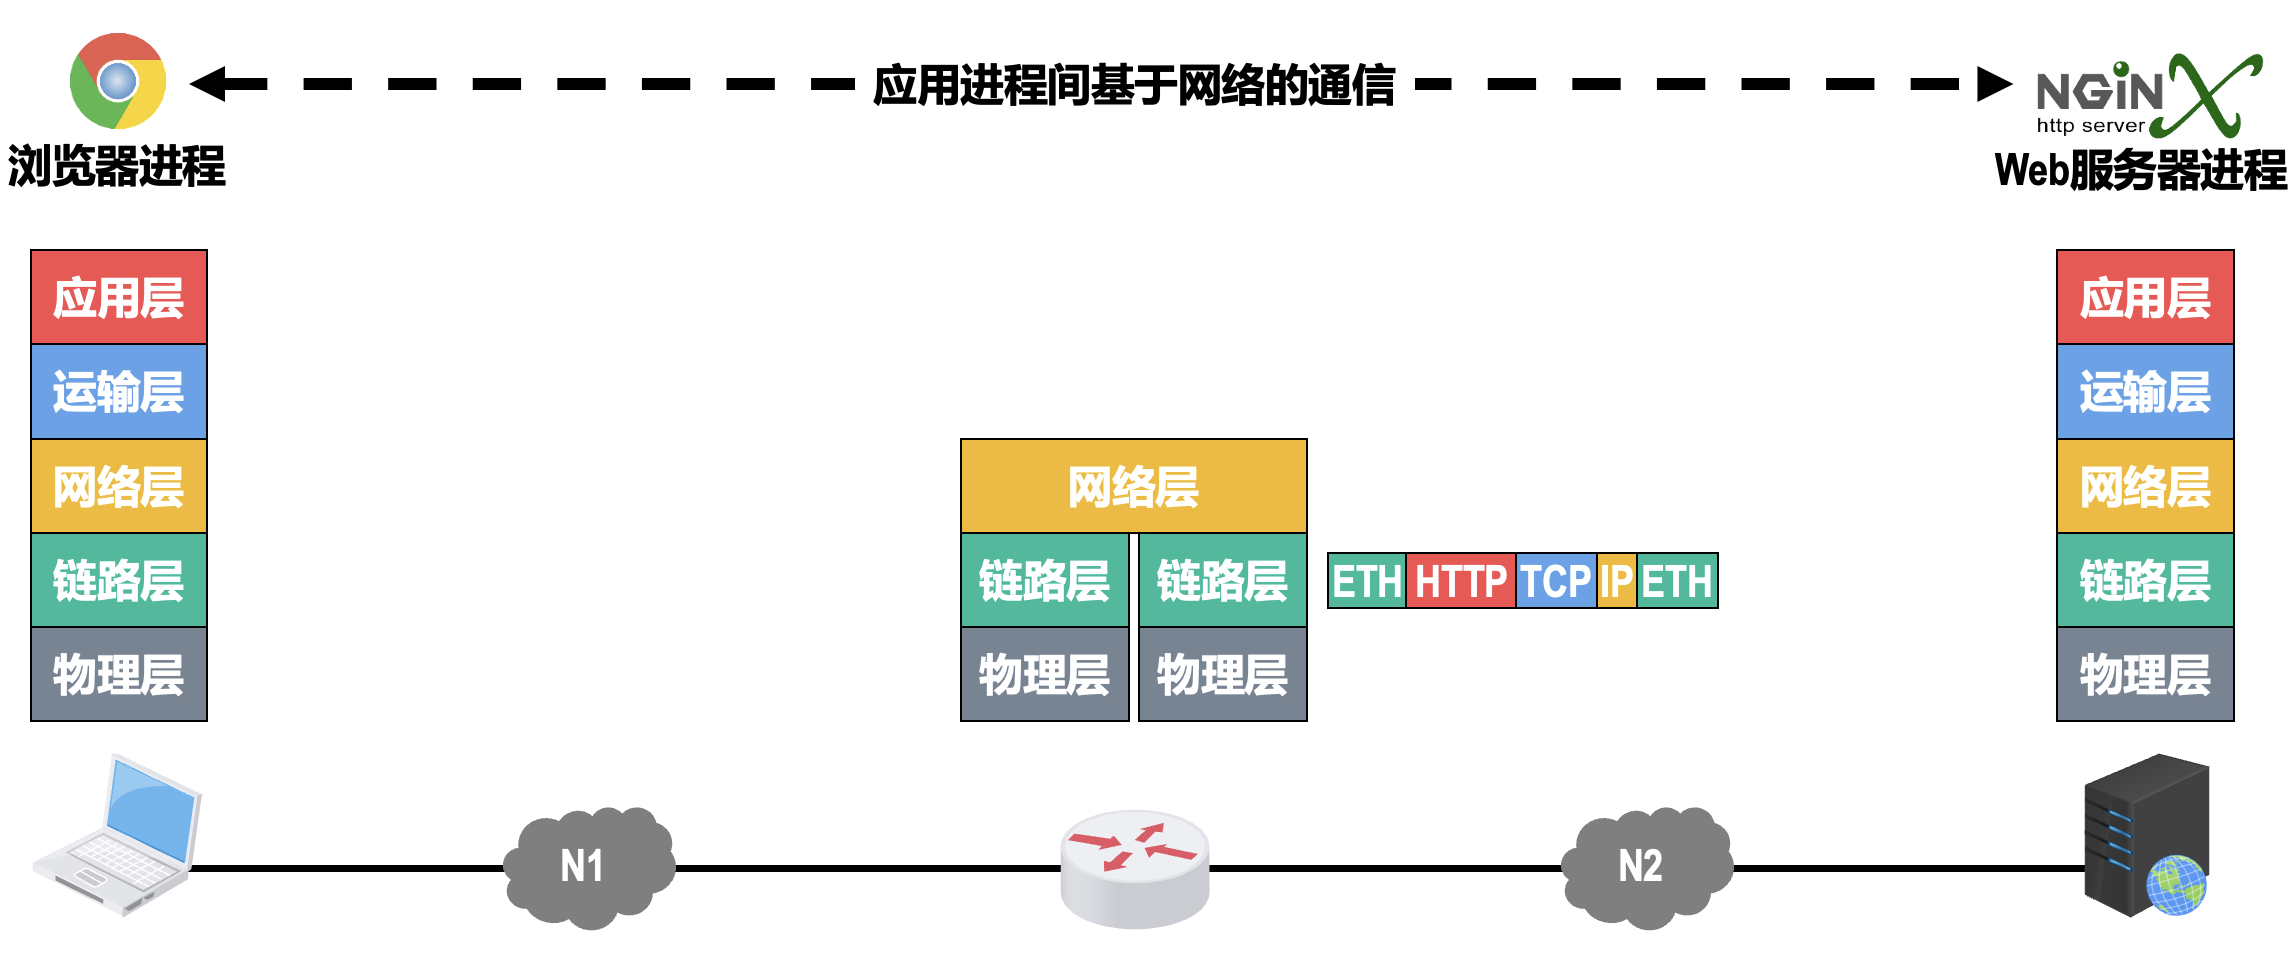 应用进程间基于网络的通信
NGiNX
http server
浏览器进程
Web服务器进程
应用层
运输层
网络层
链路层
物理层
网络层
链路层 链路层
物理层 物理层
ETH HTTP TCP IP ETH
应用层
运输层
网络层
链路层
物理层
N1
N2